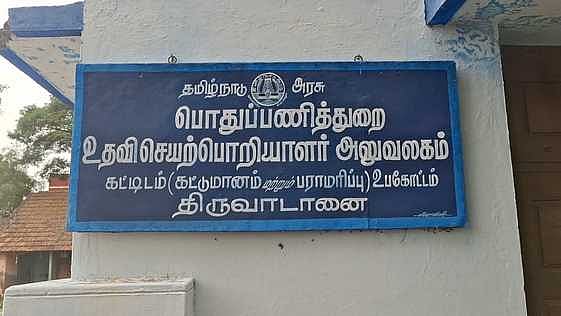 தமிழ்நாடு அரசு
பொதுப்பணித்துறை
உதவி செயற்பொறியாளர் அலுவலகம்
கட்டிடம் (கட்டுமானம் மற்றும் பராமரிப்பு) உபகோட்டம்
திருவாடானை